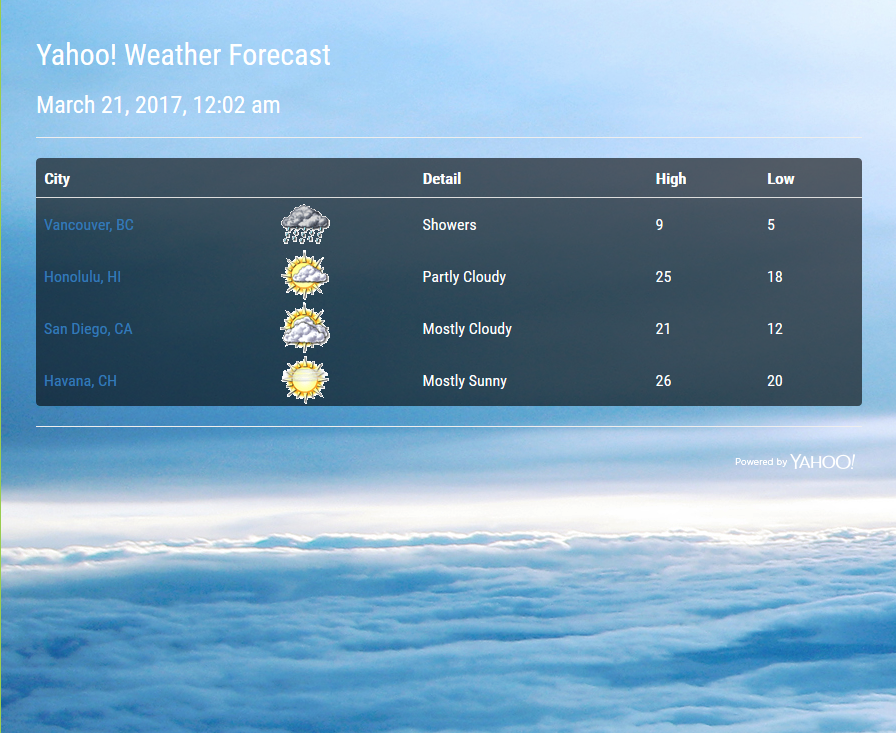 Yahoo! Weather Forecast
March 21, 2017, 12:02 am
City Detail High Low
Vancouver, BC Showers 9 5
Honolulu, HI Partly Cloudy 25 18
San Diego, CA Mostly Cloudy 21 12
Havana, CH Mostly Sunny 26 20
Powered by YAHOO!